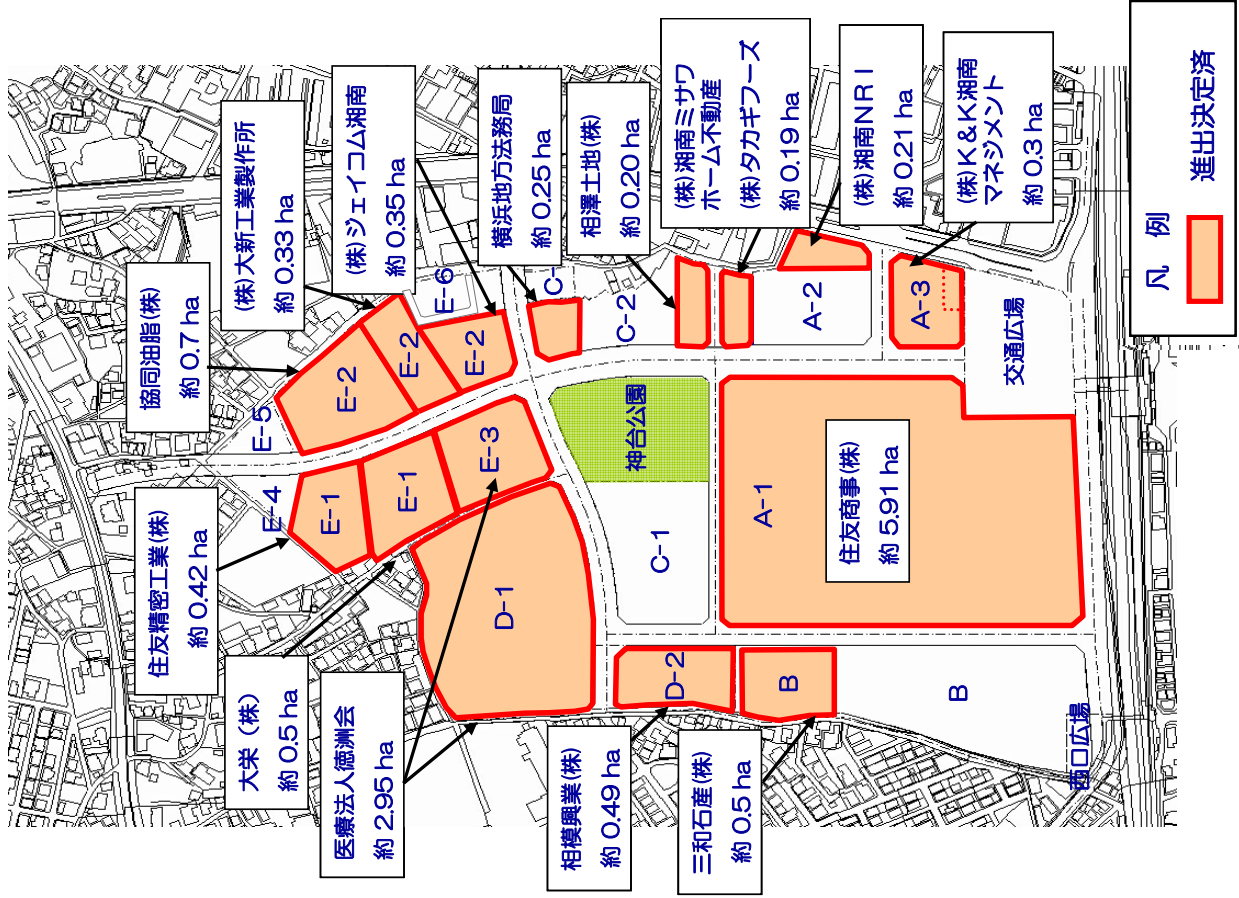 協同油脂(株)
約 0.7 ha
(株)大新工業製作所
約 0.33 ha
(株)ジェイコム湘南
約 0.35 ha
横浜地方法務局
約 0.25 ha
相澤土地(株)
約 0.20 ha
(株)湘南ミサワ
ホーム不動産
(株)タカギフーズ
約 0.19 ha
(株)湘南NRI
約 0.21 ha
(株)K&K湘南
マネジメント
約 0.3 ha
凡 例
進出決定済
E-5
E-2
E-2
E-2
E-6
C-
C-2
A-2
A-3
交通広場
E-4
E-1
E-1
E-3
神台公園
D-1
C-1
A-1
住友商事(株)
約 5.91 ha
D-2
B
B
西口広場
住友精密工業(株)
約 0.42 ha
大栄(株)
約 0.5 ha
医療法人徳洲会
約 2.95 ha
相模興業(株)
約 0.49 ha
三和石産(株)
約 0.5 ha